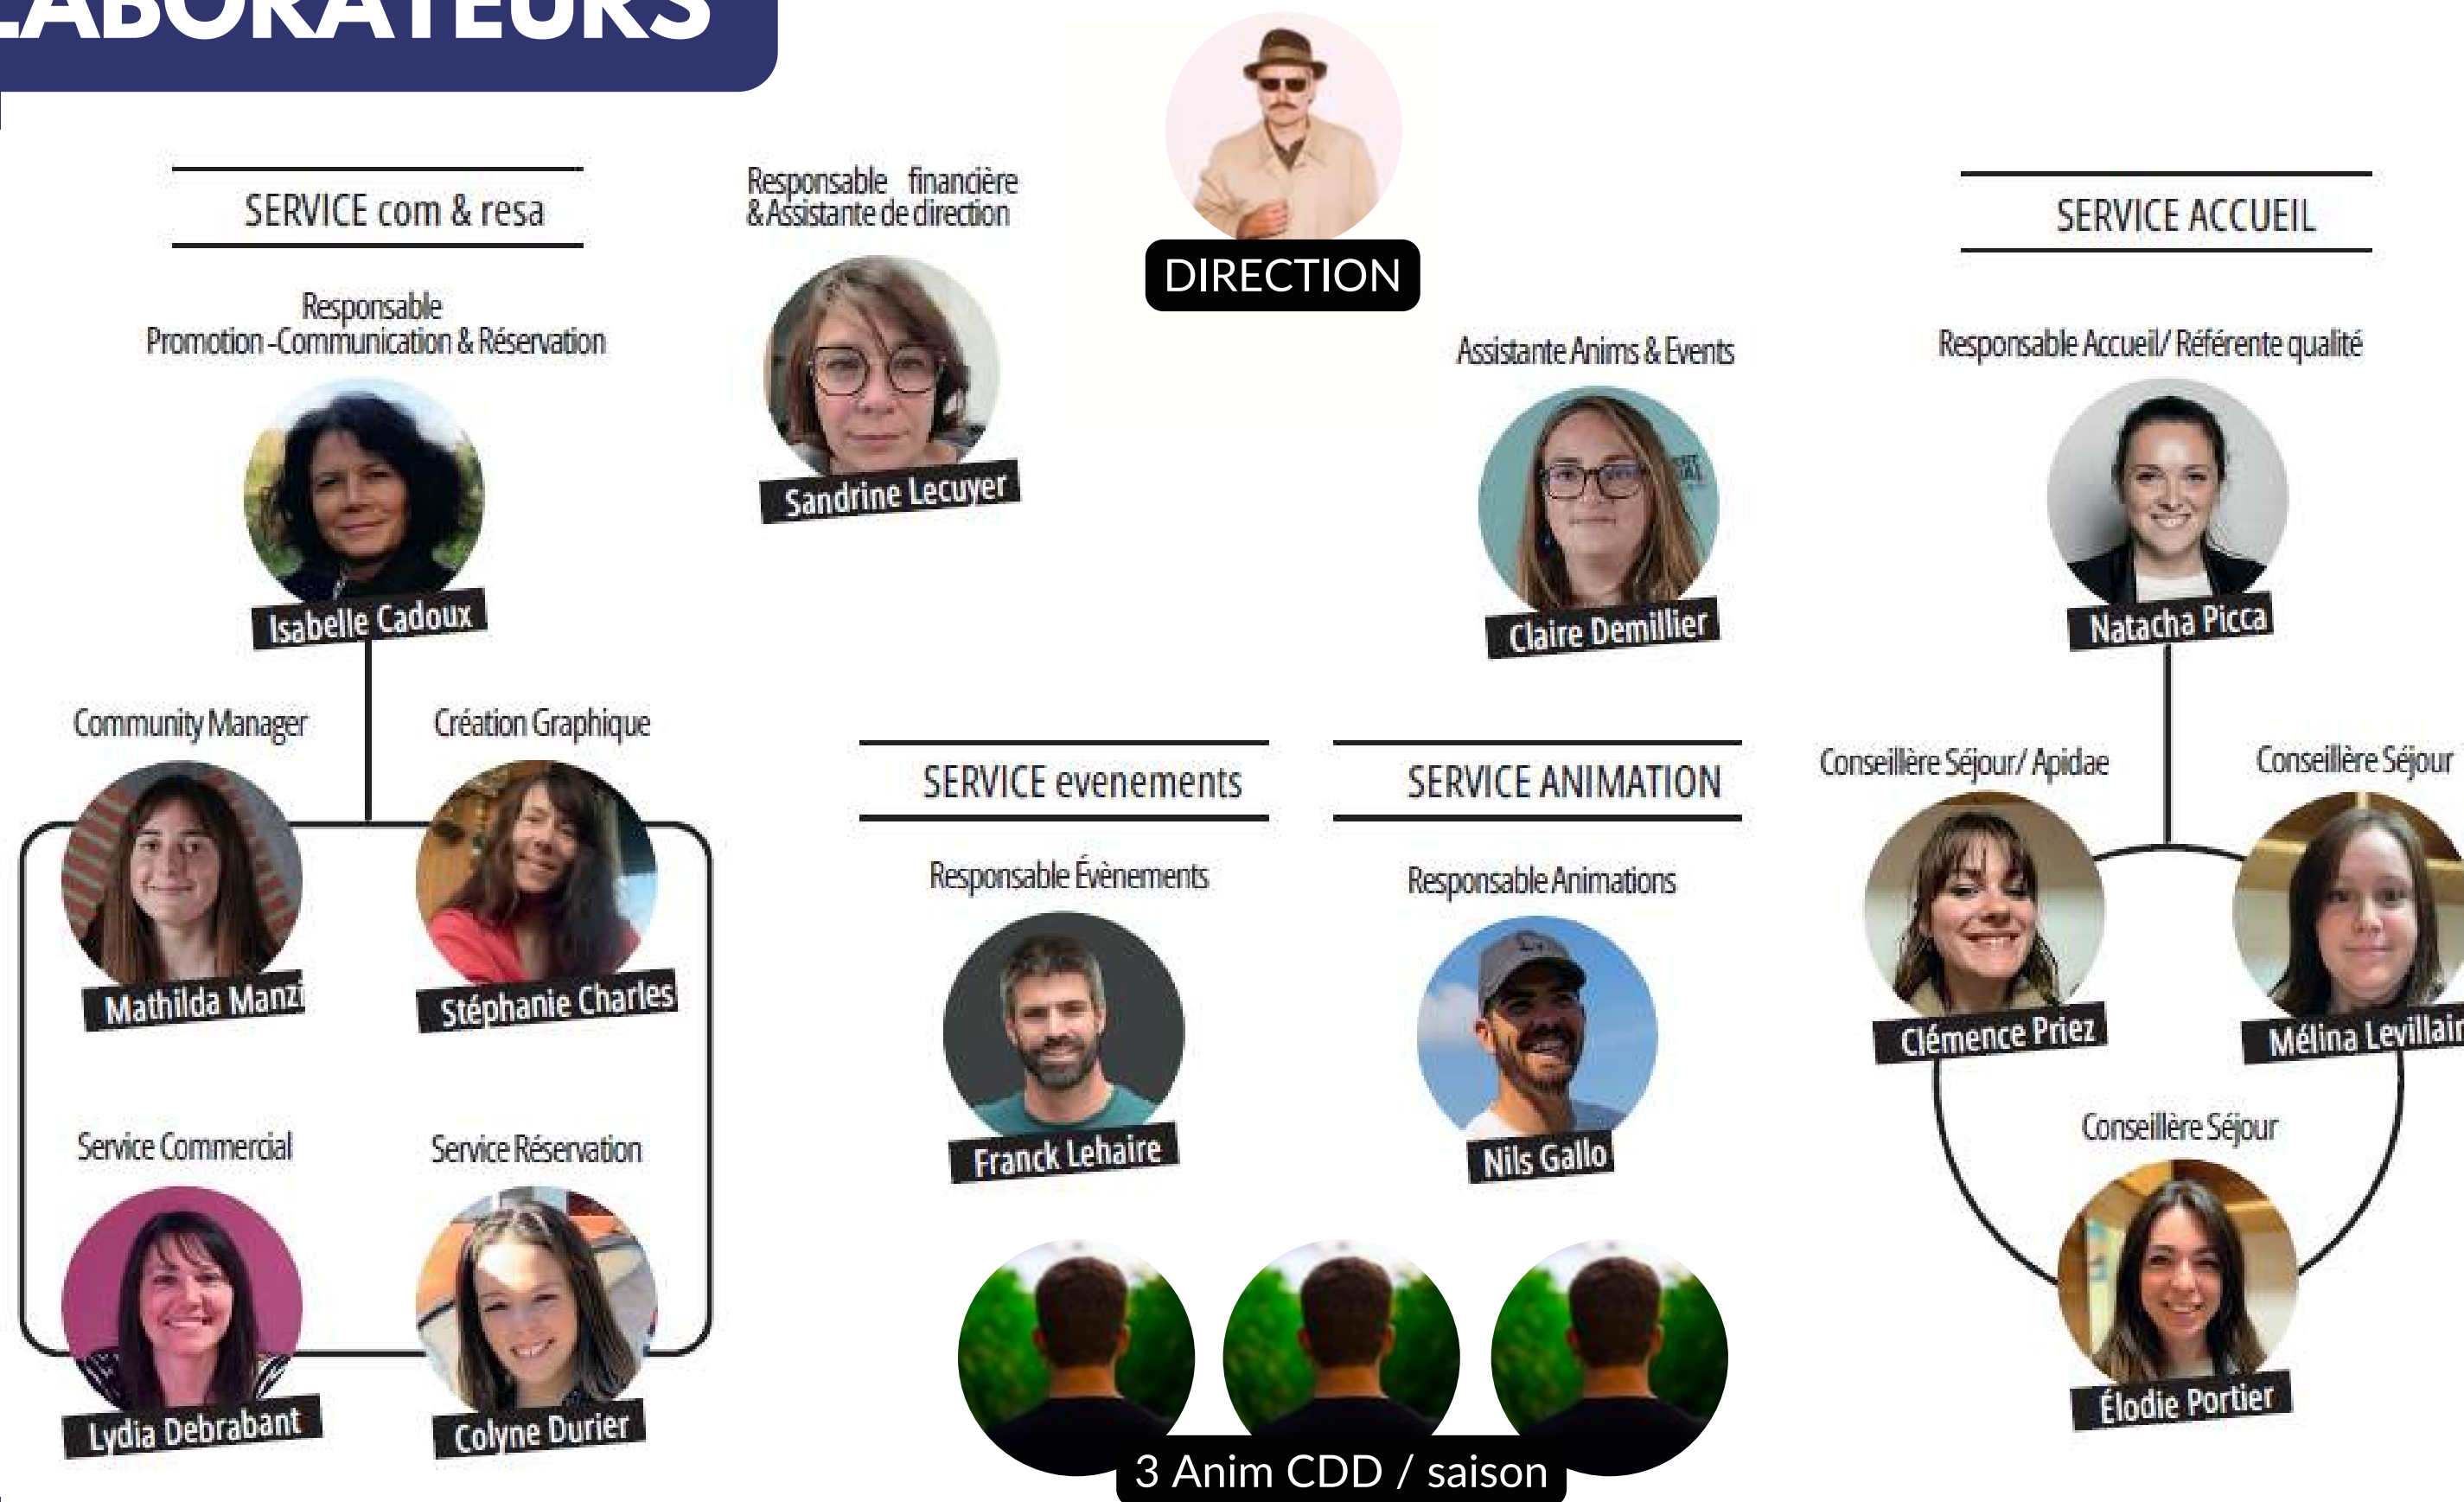 LABORATEURS
DIRECTION
SERVICE com & resa
Responsable
Promotion -Communication & Réservation
Isabelle Cadoux
Community Manager
Mathilda Manzi
Création Graphique
Stéphanie Charles
Service Commercial
Lydia Debrabant
Service Réservation
Colyne Durier
Responsable financière
& Assistante de direction
Sandrine Lecuyer
Assistante Anims & Events
Claire Demillier
SERVICE evenements
Responsable Évènements
Franck Lehaire
SERVICE ANIMATION
Responsable Animations
Nils Gallo
3 Anim CDD / saison
SERVICE ACCUEIL
Responsable Accueil/ Référente qualité
Natacha Picca
Conseillère Séjour/ Apidae
Clémence Priez
Conseillère Séjour
Mélina Levillain
Conseillère Séjour
Élodie Portier